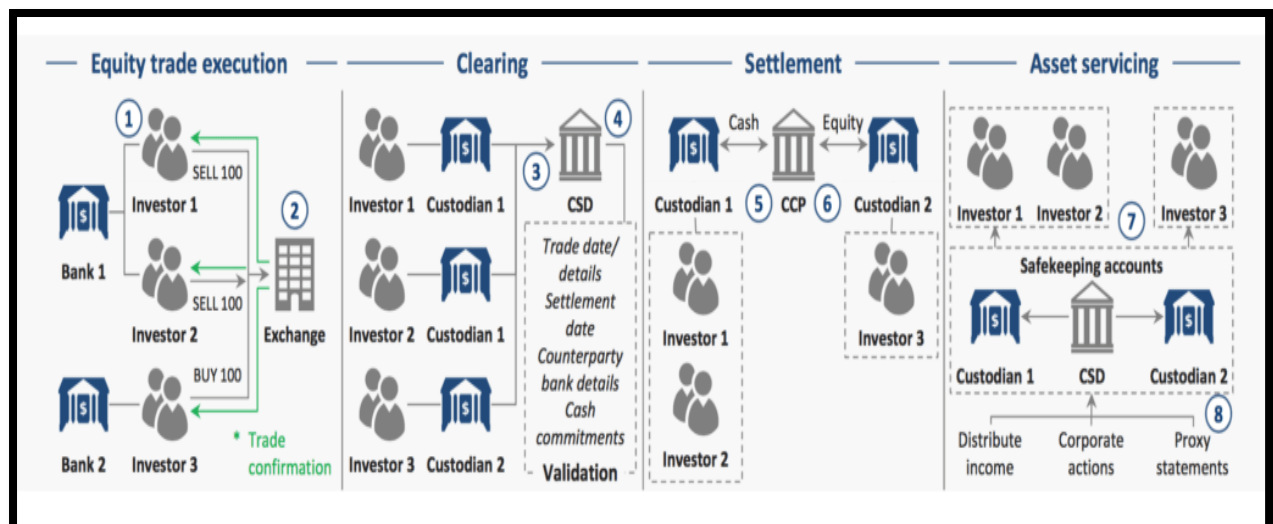 Equity trade execution
1
SELL 100
Investor 1
2
Bank 1
SELL 100
Investor 2
Exchange
BUY 100
* Trade
confirmation
Bank 2
Investor 3
Clearing
4
3
Investor 1
Custodian 1
CSD
Investor 2
Custodian 1
Investor 3
Custodian 2
Trade date/
details
Settlement
date
Counterparty
bank details
Cash
commitments
Validation
Settlement
Cash
Equity
Custodian 1
5
CCP
6
Custodian 2
Investor 1
Investor 3
Investor 2
Asset servicing
Investor 1
Investor 2
7
Investor 3
Safekeeping accounts
Custodian 1
CSD
Custodian 2
8
Distribute
income
Corporate
actions
Proxy
statements
$
$
$
$
$
$
$
$
$